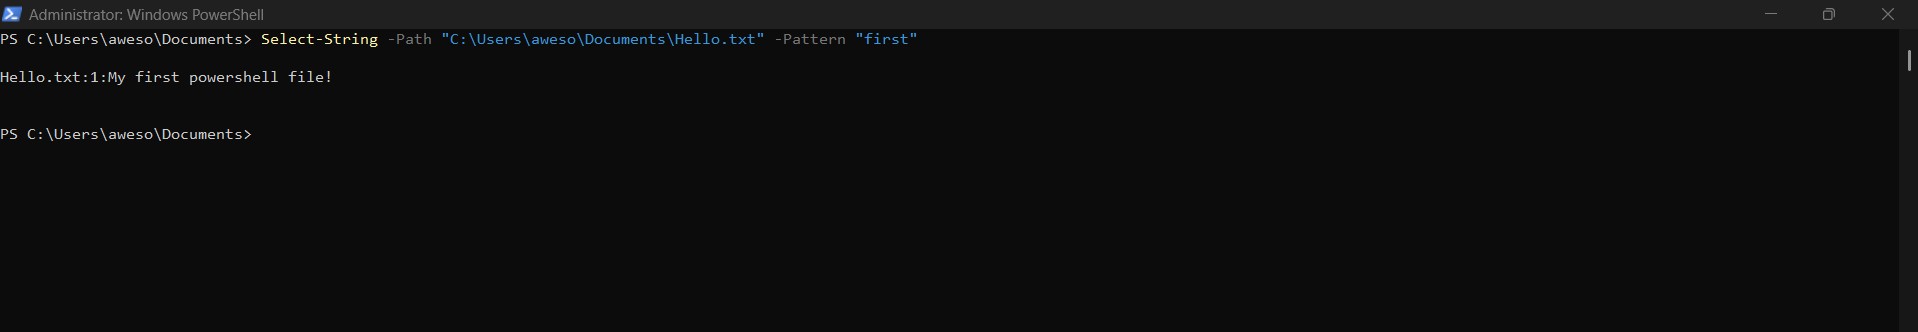 Administrator: Windows PowerShell
PS C:\Users\aweso\Documents> Select-String -Path "C:\Users\aweso\Documents\Hello.txt" -Pattern "first"
Hello.txt:1:My first powershell file!
PS C:\Users\aweso\Documents>